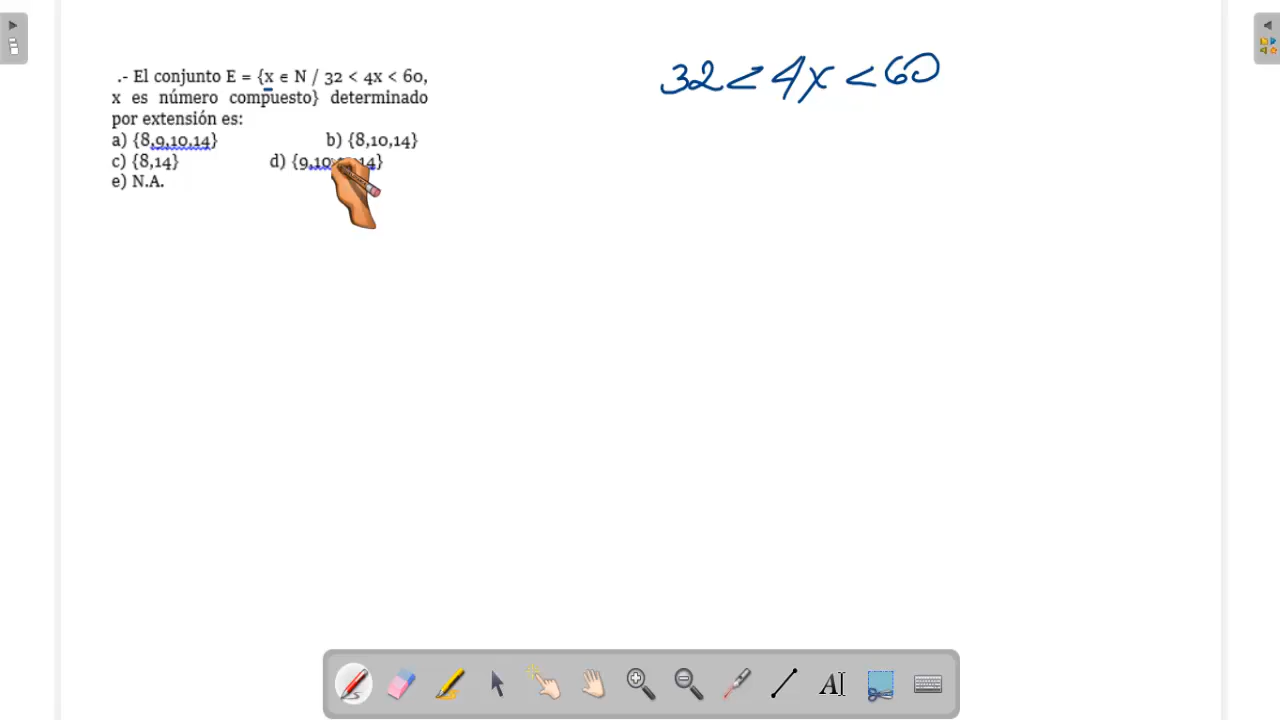 .- El conjunto E = {x ∊ N / 32 < 4x < 60,
x es número compuesto} determinado
por extensión es:
a) {8,9,10,14} b) {8,10,14}
c) {8,14} d) {9,10, 14}
e) N.A.
32 < 4x < 60
A